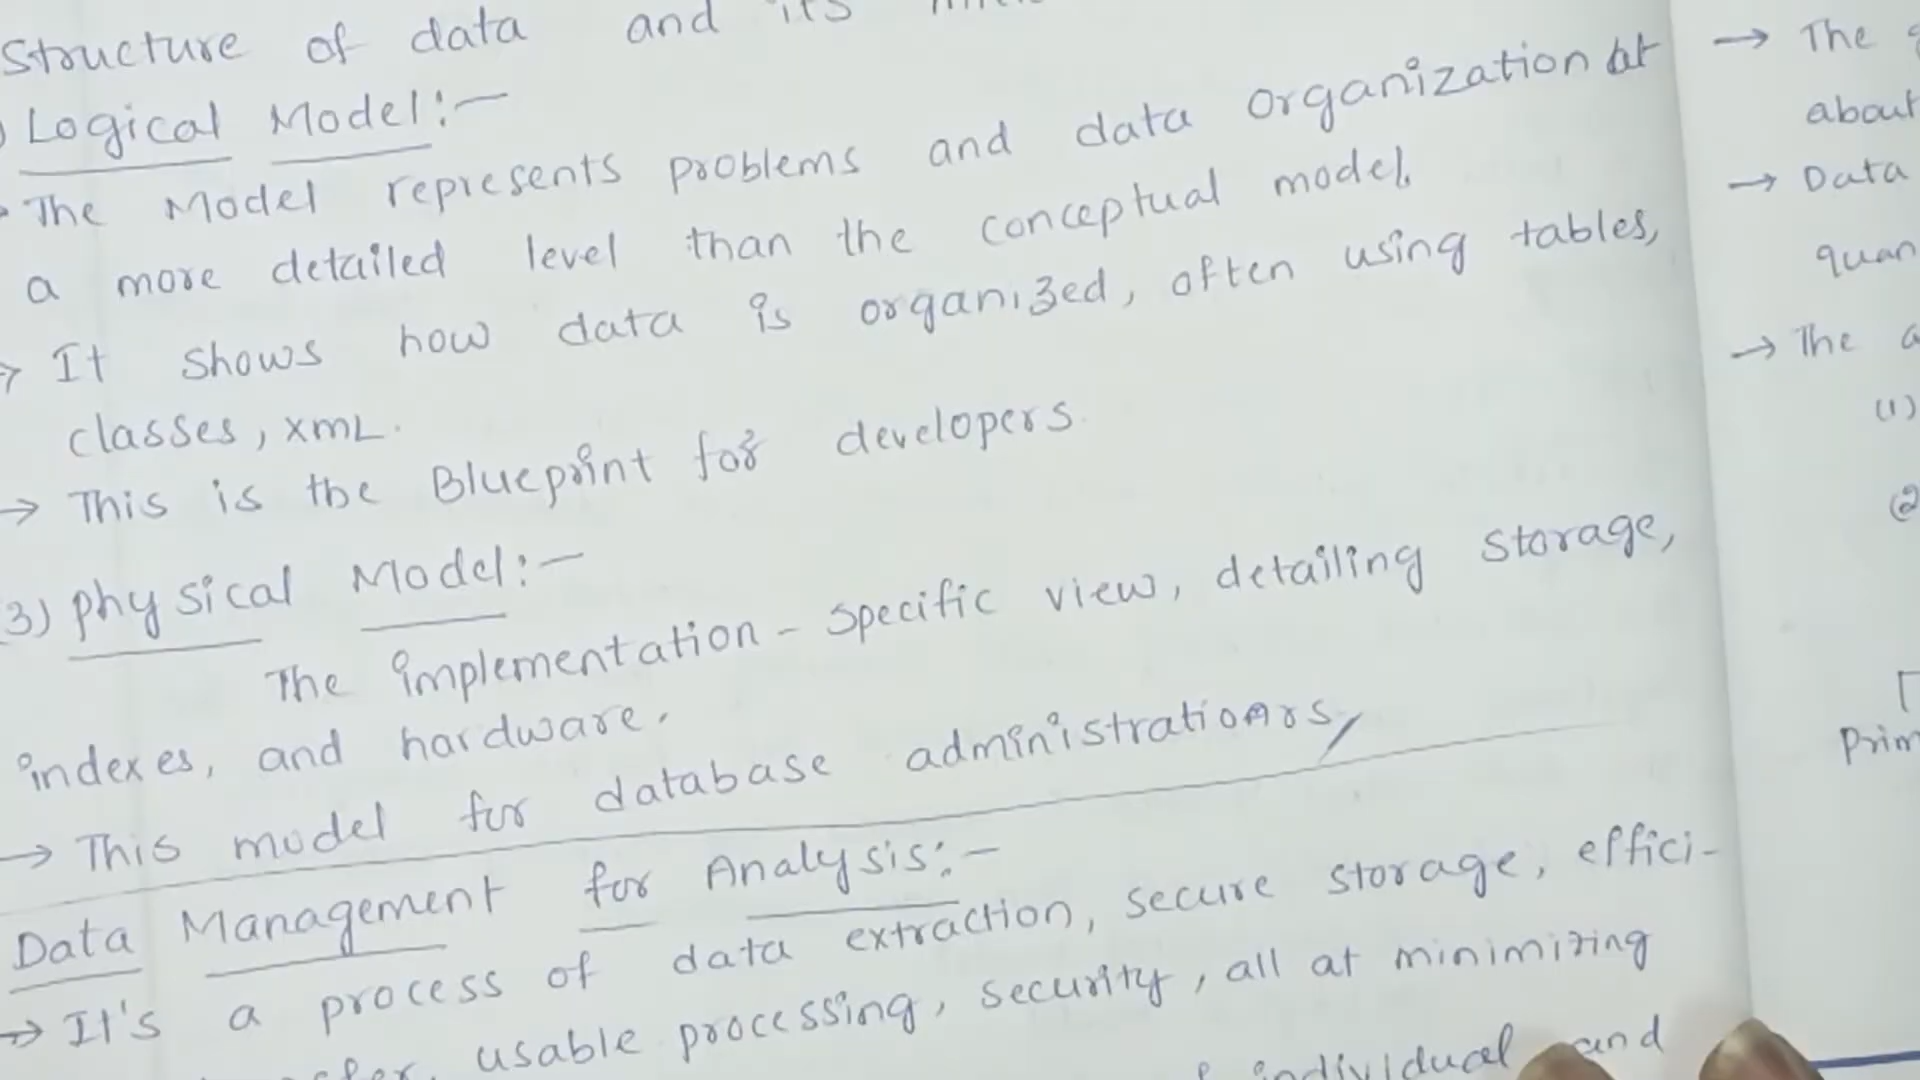 Structure of data and its
Logical Model:-
The Model represents problems and data organization at
a more detailed level than the conceptual model.
→ It shows how data is organized, often using tables,
classes, XML.
→ This is the Blueprint for developers.
(3) physical Model:-
The implementation - specific view, detailing storage,
indexes, and hardware.
→ This model for database administrationrs
Data Management for Analysis:-
→ It's a process of data extraction, secure storage, effici-
usable processing, security, all at minimizing
individual and
→ The
about
→ Data
quan
→ The a
(1)
(2
Prim